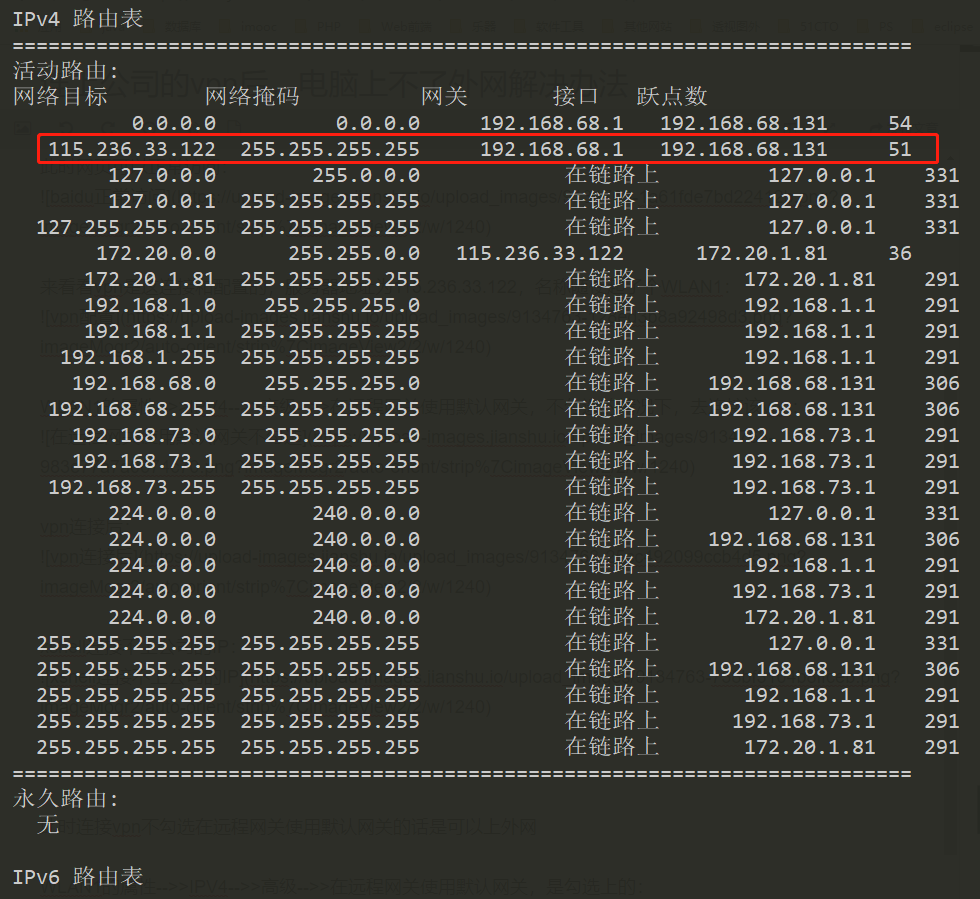 IPv4 路由表
===========================================================================
活动路由:
网络目标 网络掩码 网关 接口 跃点数
0.0.0.0 0.0.0.0 192.168.68.1 192.168.68.131 54
115.236.33.122 255.255.255.255 192.168.68.1 192.168.68.131 51
127.0.0.0 255.0.0.0 在链路上 127.0.0.1 331
127.0.0.1 255.255.255.255 在链路上 127.0.0.1 331
127.255.255.255 255.255.255.255 在链路上 127.0.0.1 331
172.20.0.0 255.255.0.0 115.236.33.122 172.20.1.81 36
172.20.1.81 255.255.255.255 在链路上 172.20.1.81 291
192.168.1.0 255.255.255.0 在链路上 192.168.1.1 291
192.168.1.1 255.255.255.255 在链路上 192.168.1.1 291
192.168.1.255 255.255.255.255 在链路上 192.168.1.1 291
192.168.68.0 255.255.255.0 在链路上 192.168.68.131 306
192.168.68.255 255.255.255.255 在链路上 192.168.68.131 306
192.168.73.0 255.255.255.0 在链路上 192.168.73.1 291
192.168.73.1 255.255.255.255 在链路上 192.168.73.1 291
192.168.73.255 255.255.255.255 在链路上 192.168.73.1 291
224.0.0.0 240.0.0.0 在链路上 127.0.0.1 331
224.0.0.0 240.0.0.0 在链路上 192.168.68.131 306
224.0.0.0 240.0.0.0 在链路上 192.168.1.1 291
224.0.0.0 240.0.0.0 在链路上 192.168.73.1 291
224.0.0.0 240.0.0.0 在链路上 172.20.1.81 291
255.255.255.255 255.255.255.255 在链路上 127.0.0.1 331
255.255.255.255 255.255.255.255 在链路上 192.168.68.131 306
255.255.255.255 255.255.255.255 在链路上 192.168.1.1 291
255.255.255.255 255.255.255.255 在链路上 192.168.73.1 291
255.255.255.255 255.255.255.255 在链路上 172.20.1.81 291
===========================================================================
永久路由:
无
IPv6 路由表